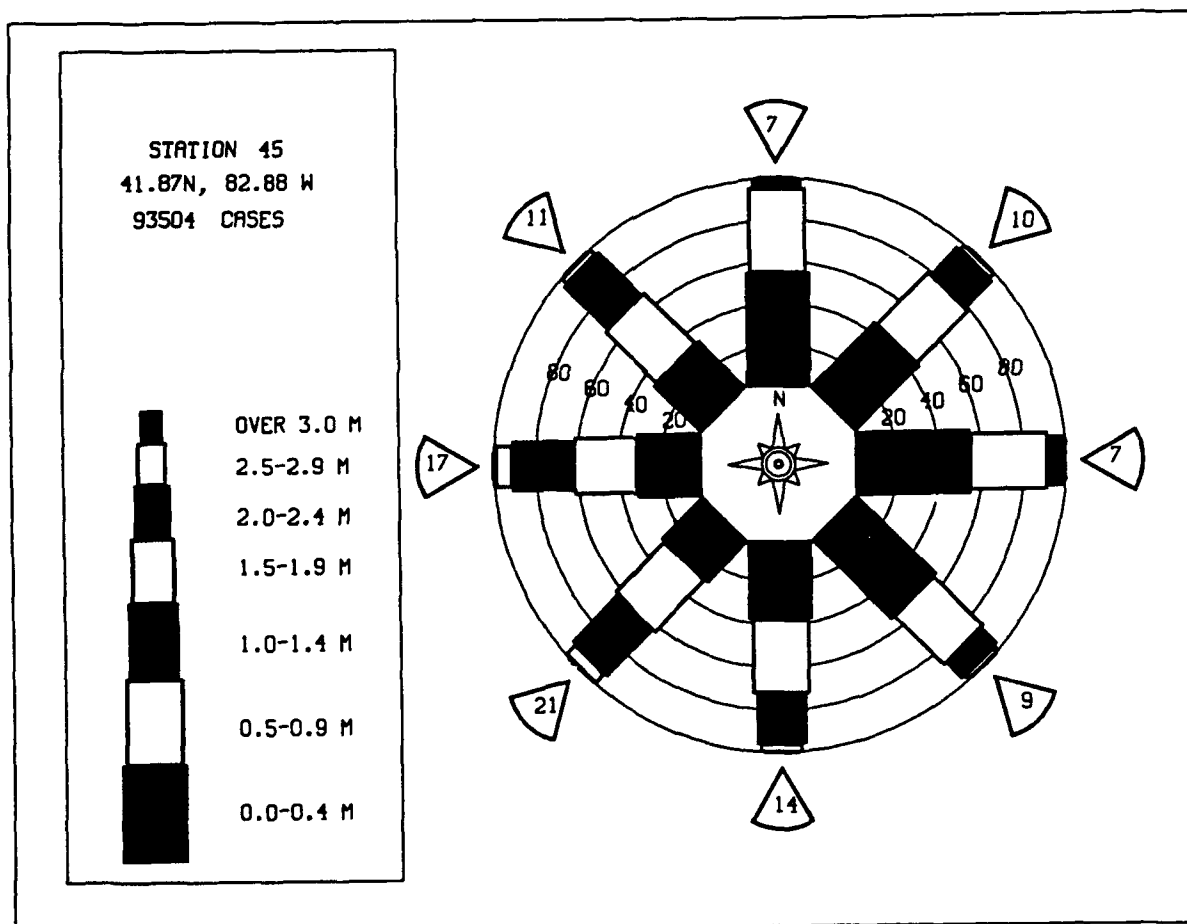 STATION 45
41.87N, 82.88 W
93504 CASES
OVER 3.0 M
2.5-2.9 M
2.0-2.4 M
1.5-1.9 M
1.0-1.4 M
0.5-0.9 M
0.0-0.4 M
7
11
10
80
60
40
20
N
20
40
60
80
17
7
21
9
14